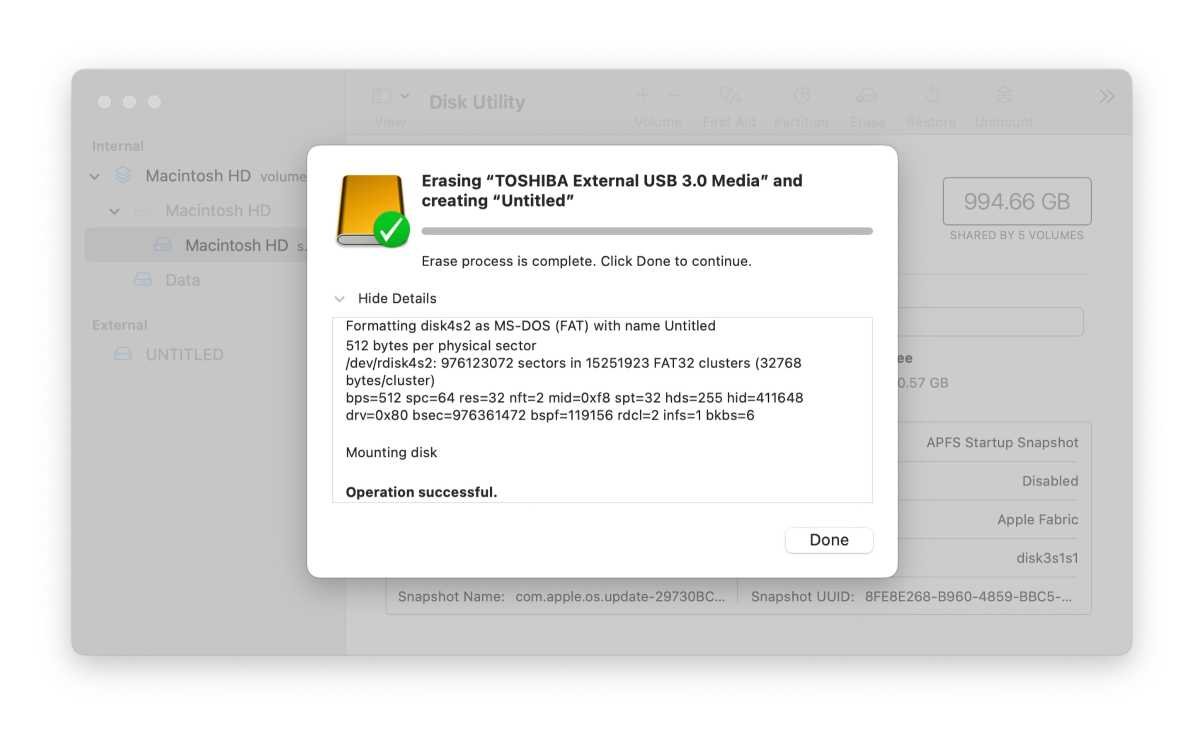 Disk Utility
View
Volume
First Aid
Partition
Erase
Restore
Unmount
Internal
Macintosh HD volume
Macintosh HD
Macintosh HD s...
Data
External
UNTITLED
994.66 GB
SHARED BY 5 VOLUMES
ee
0.57 GB
APFS Startup Snapshot
Disabled
Apple Fabric
disk3s1s1
Snapshot Name: com.apple.os.update-29730BC...
Snapshot UUID: 8FE8E268-B960-4859-BBC5-...
Erasing “TOSHIBA External USB 3.0 Media” and
creating “Untitled”
Erase process is complete. Click Done to continue.
Hide Details
Formatting disk4s2 as MS-DOS (FAT) with name Untitled
512 bytes per physical sector
/dev/rdisk4s2: 976123072 sectors in 15251923 FAT32 clusters (32768
bytes/cluster)
bps=512 spc=64 res=32 nft=2 mid=0xf8 spt=32 hds=255 hid=411648
drv=0x80 bsec=976361472 bspf=119156 rdcl=2 infs=1 bkbs=6
Mounting disk
Operation successful.
Done